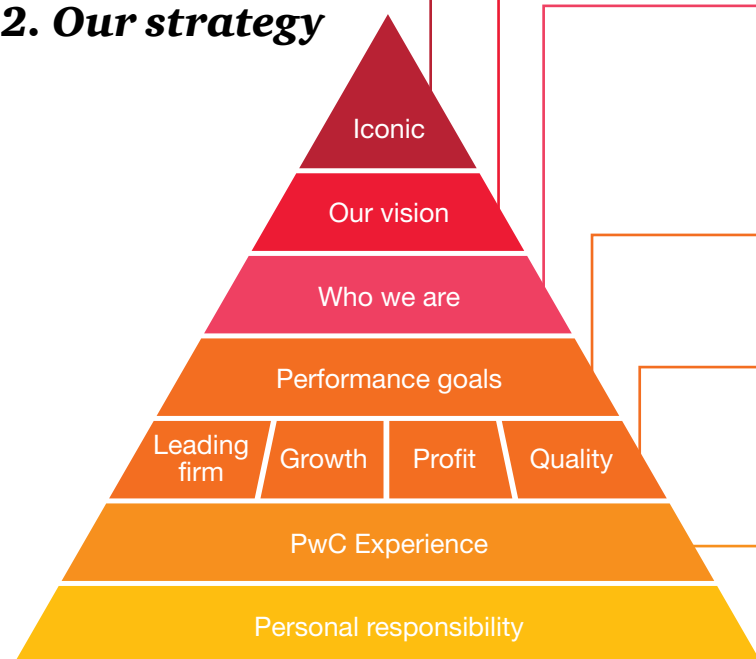 2. Our strategy
Iconic
Our vision
Who we are
Performance goals
Leading
firm
Growth
Profit
Quality
PwC Experience
Personal responsibility